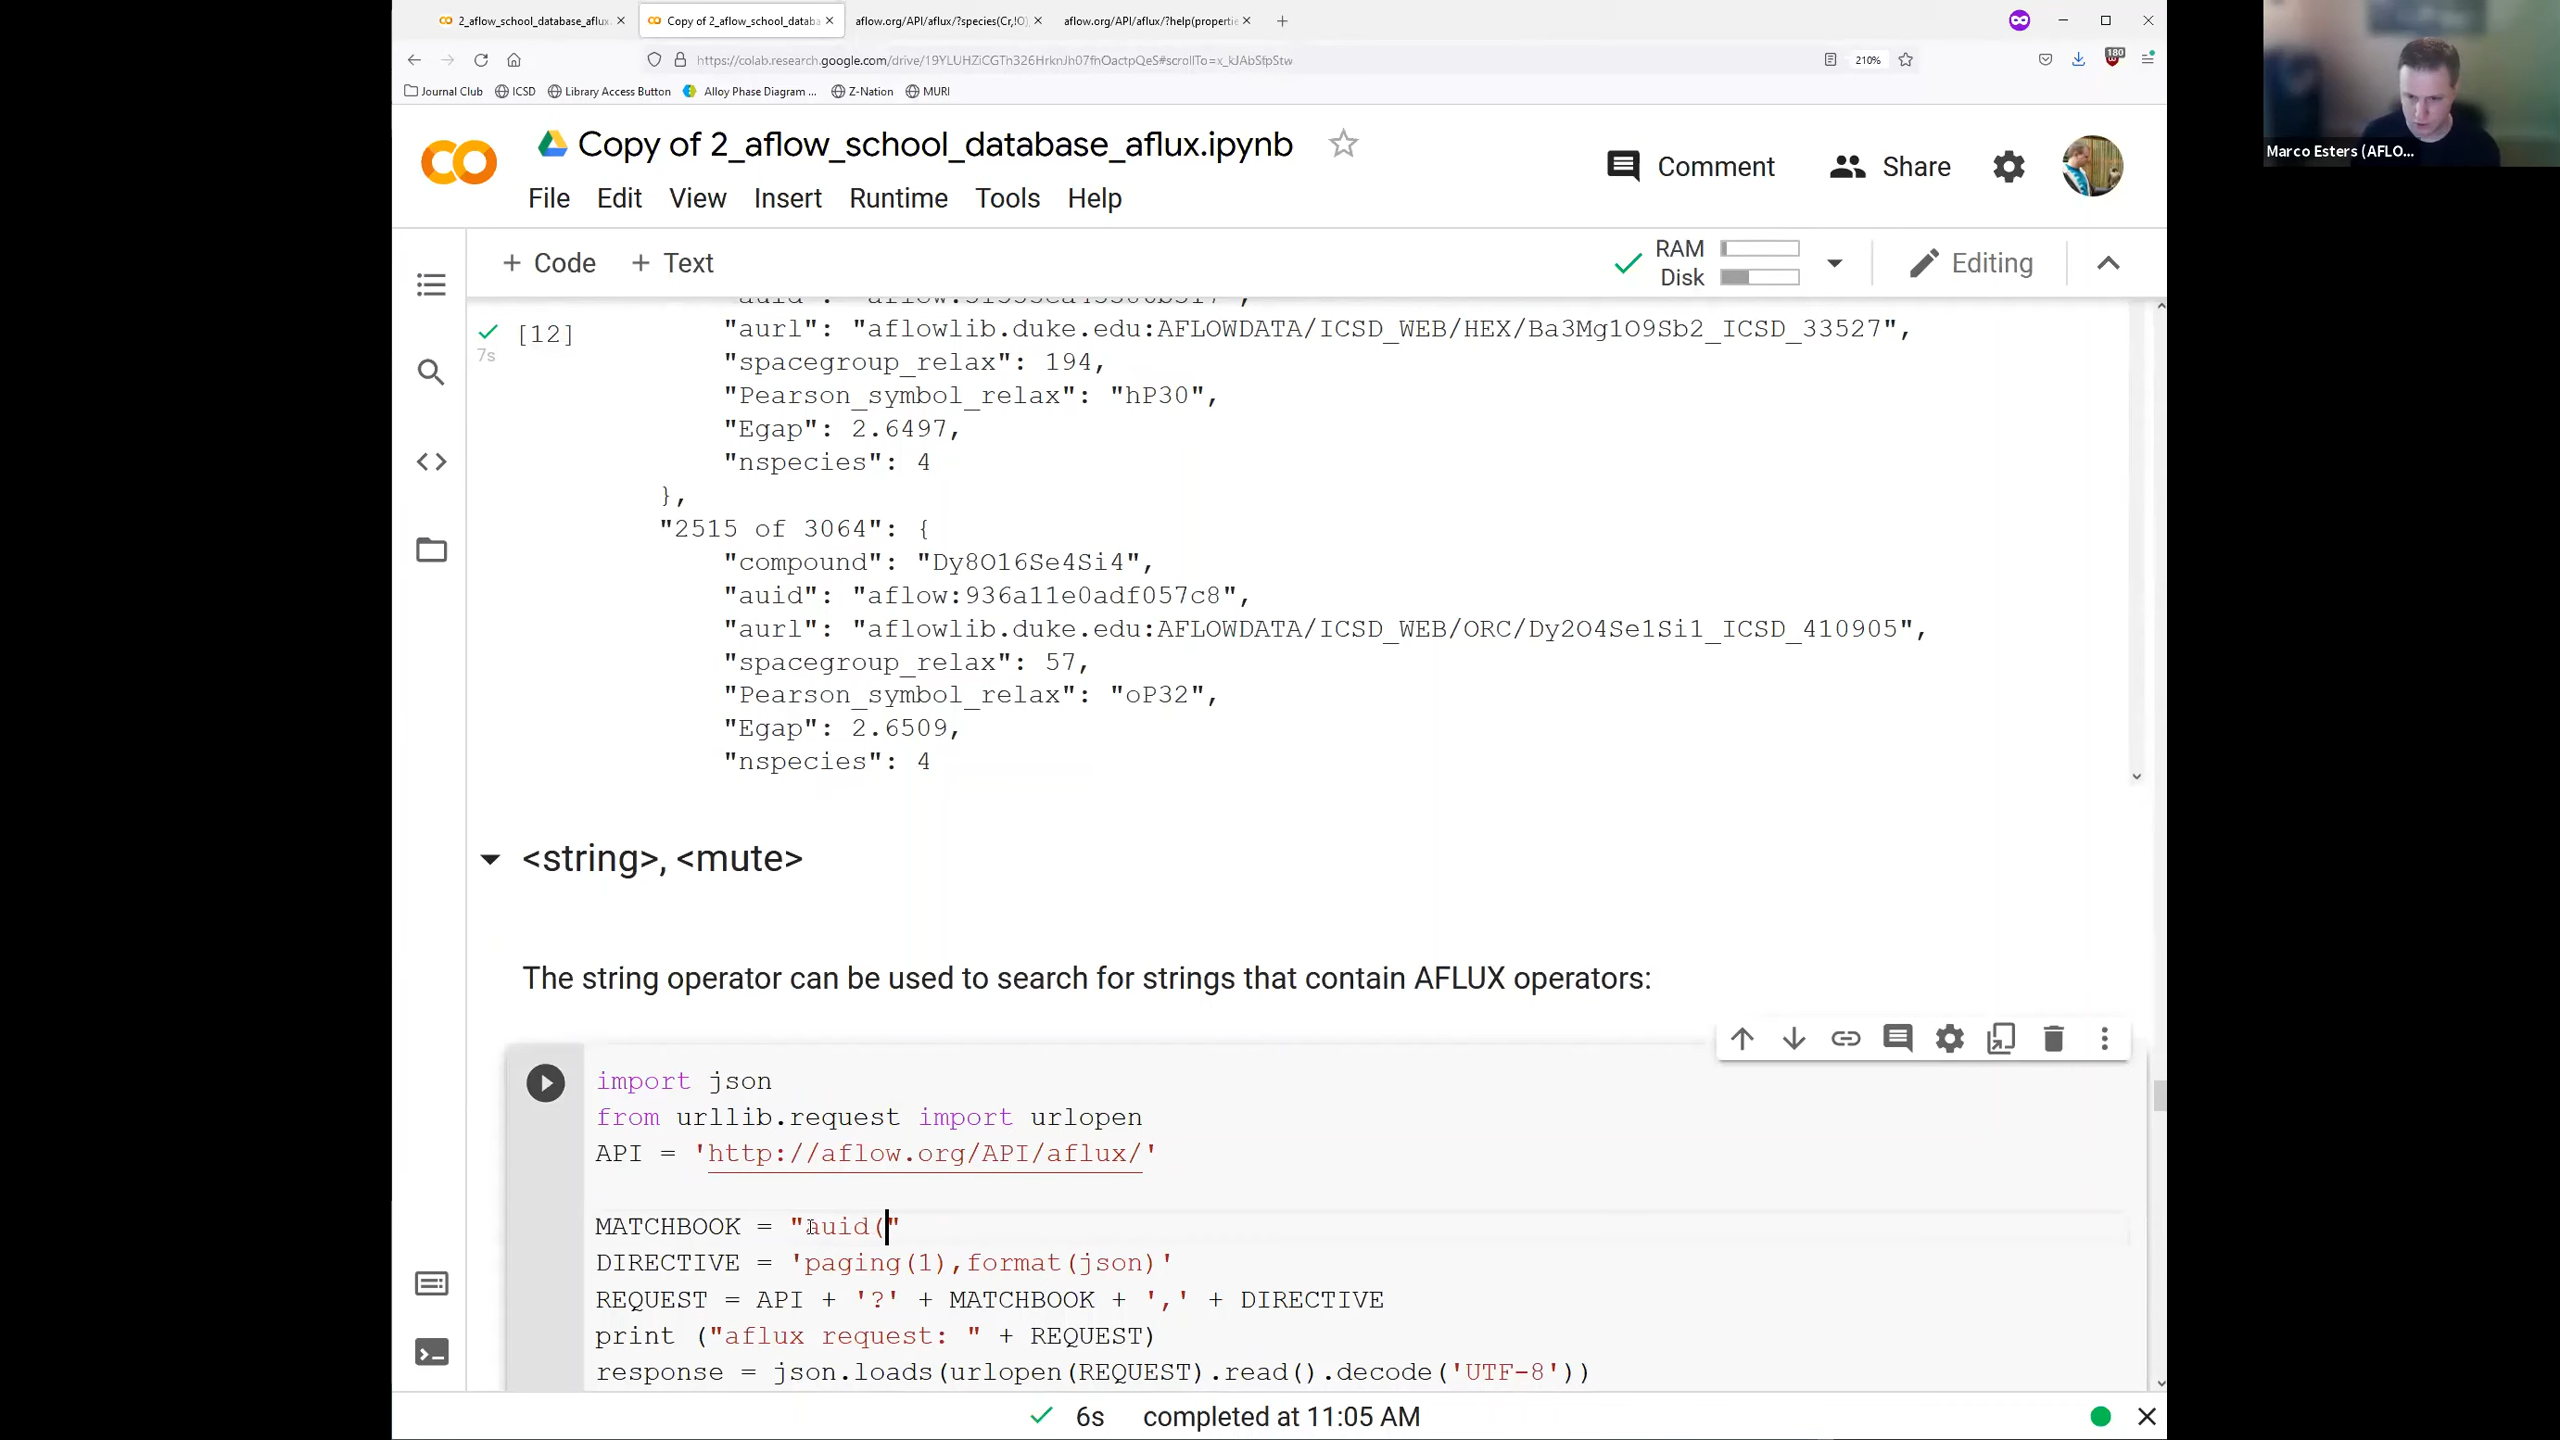 2_aflow_school_database_aflux.
Copy of 2_aflow_school_databa
aflow.org/API/aflux/?species(Cr,!O)
aflow.org/API/aflux/?help(properti
https://colab.research.google.com/drive/19YLUHZiCGTn326HrknJh07fhOactpQeS#scrollTo=x_kJAbSfpStw
210%
180
Journal Club
ICSD
Library Access Button
Alloy Phase Diagram ...
Z-Nation
MURI
Marco Esters (AFLO...
Copy of 2_aflow_school_database_aflux.ipynb
Comment
Share
File Edit View Insert Runtime Tools Help
+ Code + Text
RAM
Disk
Editing
[12]
7s
"aurl": "aflowlib.duke.edu:AFLOWDATA/ICSD_WEB/HEX/Ba3Mg1O9Sb2_ICSD_33527",
"spacegroup_relax": 194,
"Pearson_symbol_relax": "hP30",
"Egap": 2.6497,
"nspecies": 4
},
"2515 of 3064": {
"compound": "Dy8O16Se4Si4",
"auid": "aflow:936a11e0adf057c8",
"aurl": "aflowlib.duke.edu:AFLOWDATA/ICSD_WEB/ORC/Dy2O4Se1Si1_ICSD_410905",
"spacegroup_relax": 57,
"Pearson_symbol_relax": "oP32",
"Egap": 2.6509,
"nspecies": 4
<string>, <mute>
The string operator can be used to search for strings that contain AFLUX operators:
import json
from urllib.request import urlopen
API = 'http://aflow.org/API/aflux/'
MATCHBOOK = "auid("
DIRECTIVE = 'paging(1),format(json)'
REQUEST = API + '?' + MATCHBOOK + ',' + DIRECTIVE
print ("aflux request: " + REQUEST)
response = json.loads(urlopen(REQUEST).read().decode('UTF-8'))
6s completed at 11:05 AM